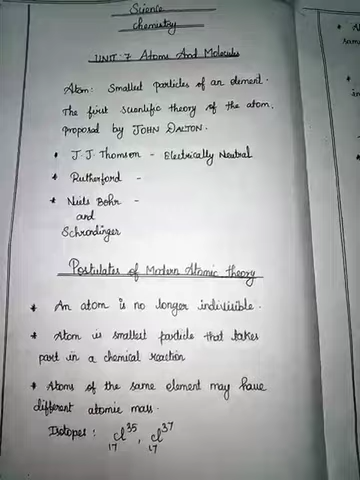 Science
Chemistry
UNIT: 7 Atoms And Molecules
Atom: Smallest particles of an element.
The first scientific theory of the atom,
proposed by JOHN DALTON.
* J.J. Thomson - Electrically Neutral
* Rutherford -
* Niels Bohr -
and
Schrodinger
Postulates of Modern Atomic theory
* An atom is no longer indivisible.
* Atom is smallest particle that takes
part in a chemical reaction
* Atoms of the same element may have
different atomic mass.
Isotopes: ₁₇Cl³⁵, ₁₇Cl³⁷